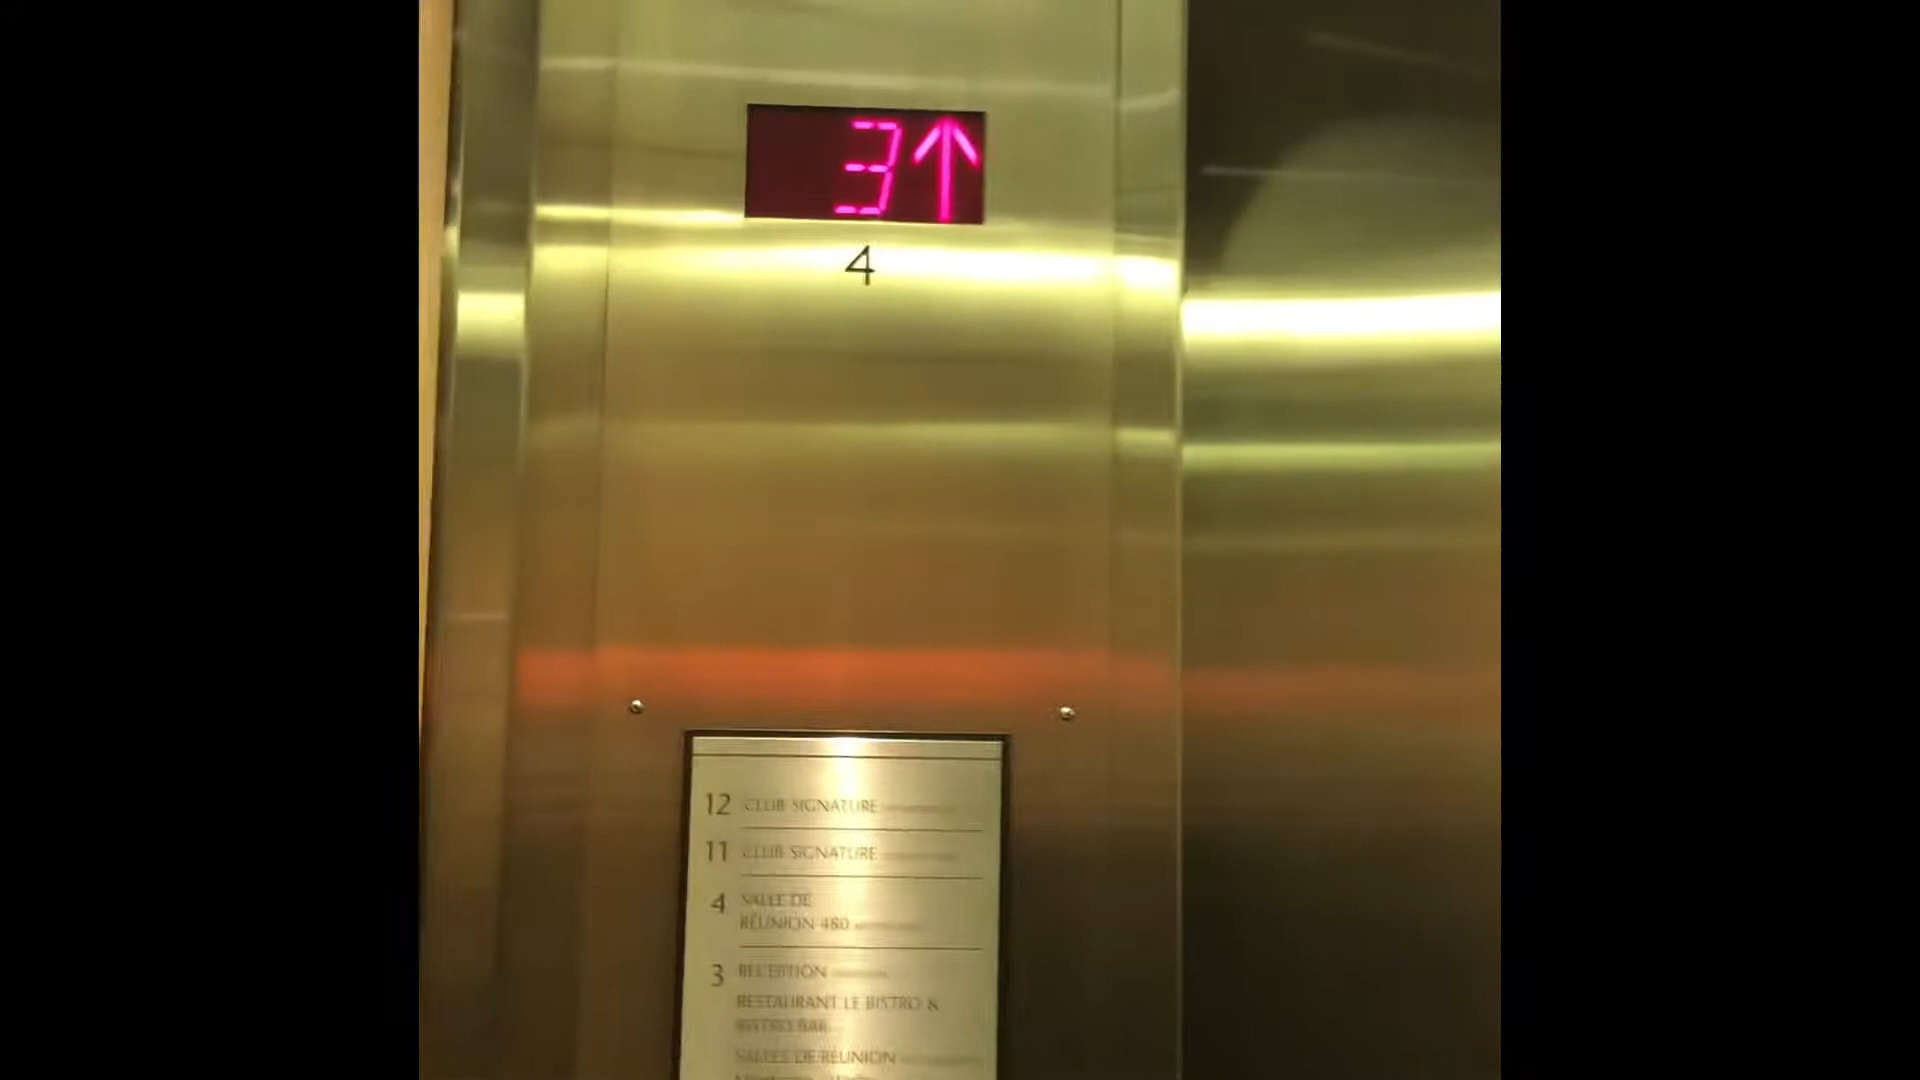 3↑
4
12 CLUB SIGNATURE
11 CLUB SIGNATURE
4 SALLE DE
RÉUNION 480
3 RÉCEPTION
RESTAURANT LE BISTRO &
BISTRO BAR
SALLES DE RÉUNION